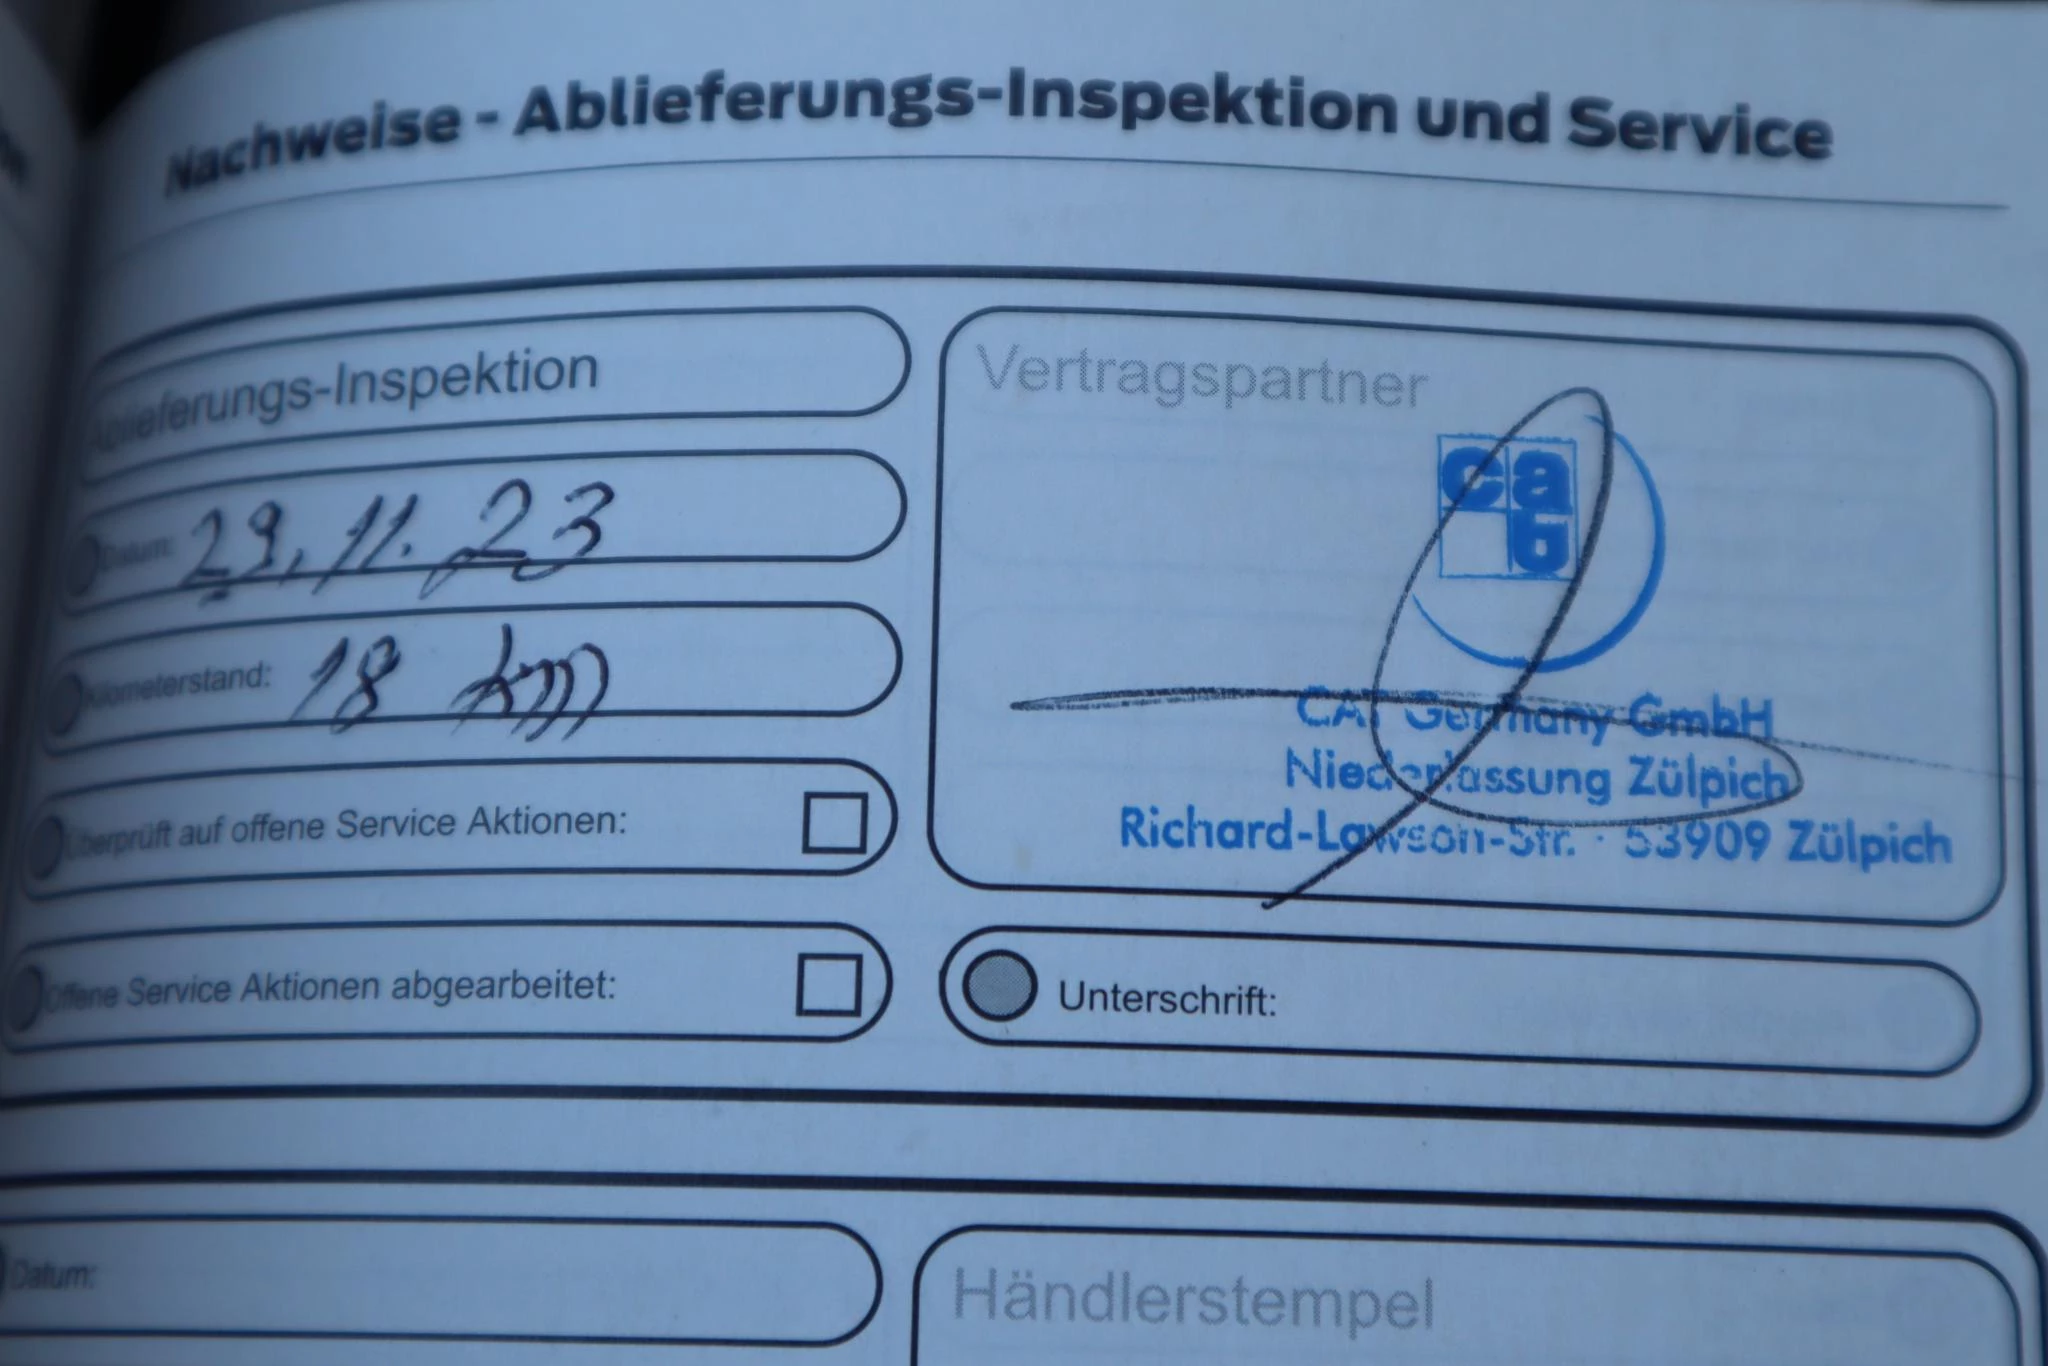 Nachweise - Ablieferungs-Inspektion und Service
Ablieferungs-Inspektion
Datum: 29.11.23
Kilometerstand: 18 km
Überprüft auf offene Service Aktionen:
Offene Service Aktionen abgearbeitet:
Vertragspartner
ca
CAT Germany GmbH
Niederlassung Zülpich
Richard-Lawson-Str. · 53909 Zülpich
Unterschrift:
Datum:
Händlerstempel